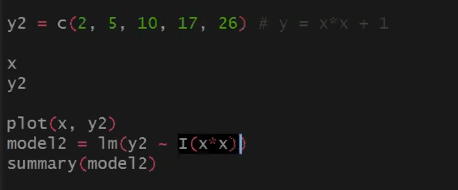 y2 = c(2, 5, 10, 17, 26) # y = x*x + 1
x
y2
plot(x, y2)
model2 = lm(y2 ~ I(x*x))
summary(model2)